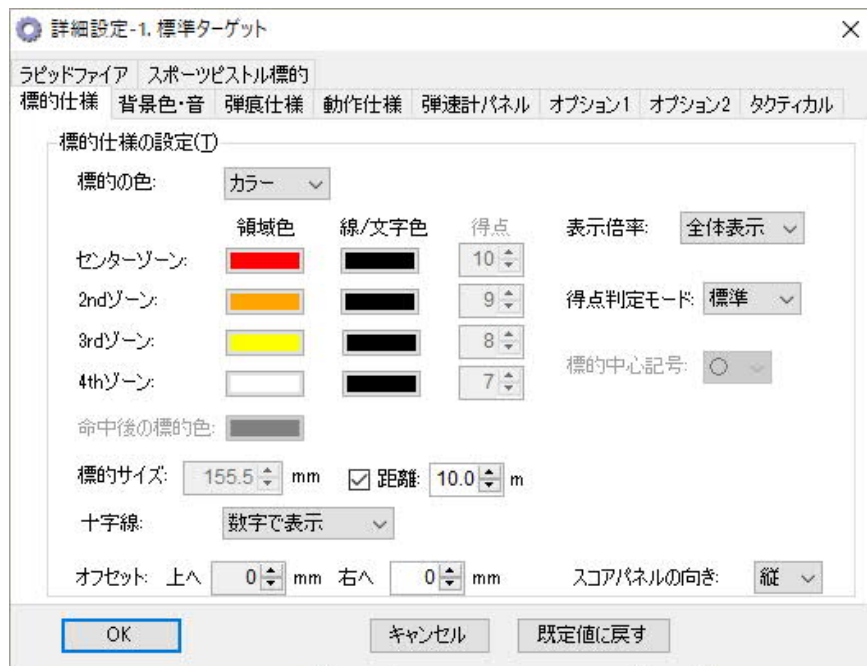 詳細設定-1. 標準ターゲット
ラピッドファイア スポーツピストル標的
標的仕様 背景色・音 弾痕仕様 動作仕様 弾速計パネル オプション1 オプション2 タクティカル
標的仕様の設定(T)
標的の色: カラー
領域色 線/文字色 得点 表示倍率: 全体表示
センターゾーン: 10
2ndゾーン: 9 得点判定モード: 標準
3rdゾーン: 8
標的中心記号: ○
4thゾーン: 7
命中後の標的色:
標的サイズ: 155.5 mm 距離: 10.0 m
十字線: 数字で表示
オフセット: 上へ 0 mm 右へ 0 mm スコアパネルの向き: 縦
OK キャンセル 既定値に戻す